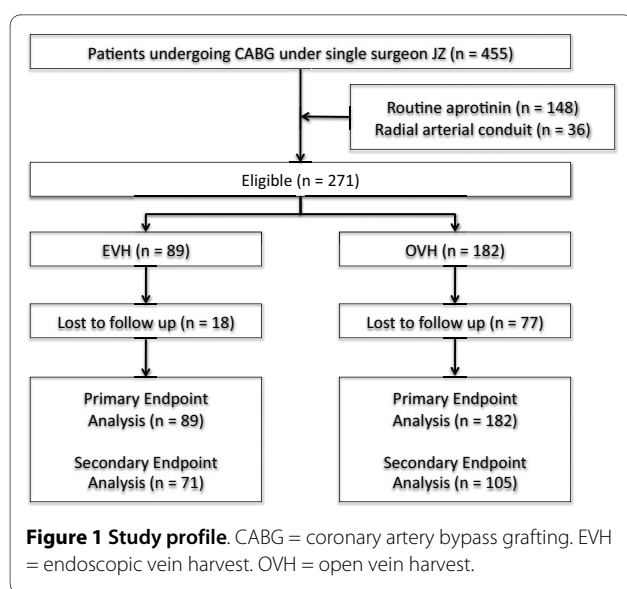 Patients undergoing CABG under single surgeon JZ (n = 455)
Routine aprotinin (n = 148)
Radial arterial conduit (n = 36)
Eligible (n = 271)
EVH (n = 89)
OVH (n = 182)
Lost to follow up (n = 18)
Lost to follow up (n = 77)
Primary Endpoint
Analysis (n = 89)
Secondary Endpoint
Analysis (n = 71)
Primary Endpoint
Analysis (n = 182)
Secondary Endpoint
Analysis (n = 105)
Figure 1 Study profile. CABG = coronary artery bypass grafting. EVH
= endoscopic vein harvest. OVH = open vein harvest.